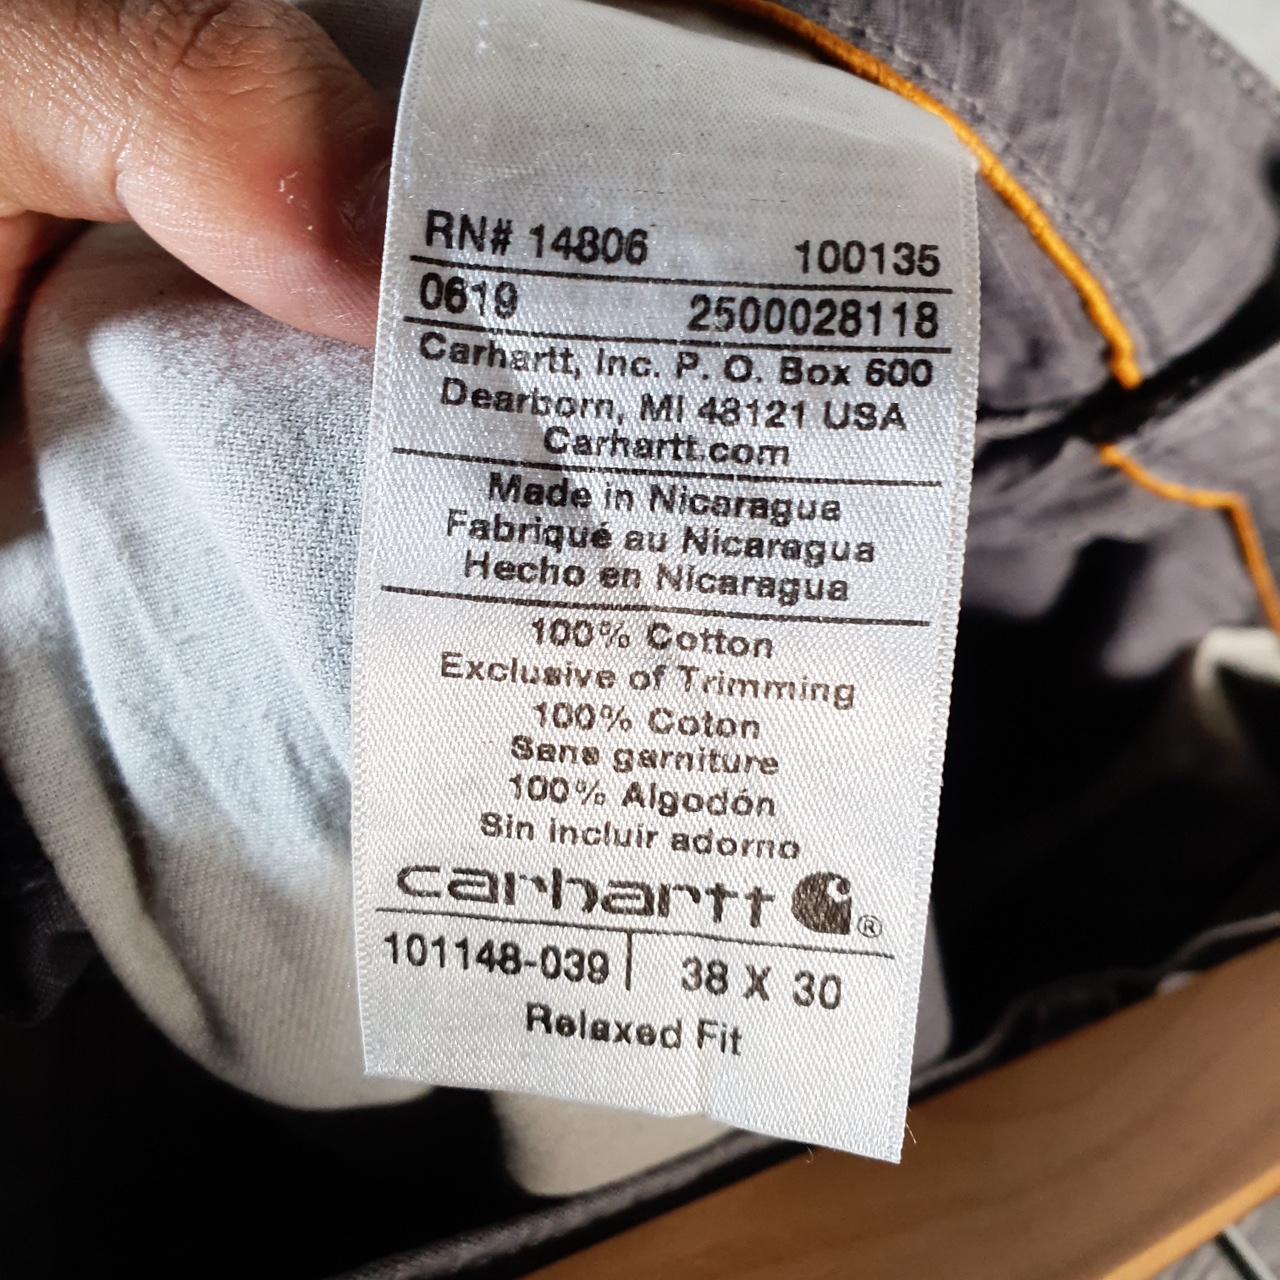 RN# 14806 100135
0619 2500028118
Carhartt, Inc. P. O. Box 600
Dearborn, MI 48121 USA
Carhartt.com
Made in Nicaragua
Fabriqué au Nicaragua
Hecho en Nicaragua
100% Cotton
Exclusive of Trimming
100% Coton
Sans garniture
100% Algodón
Sin incluir adorno
carhartt ®
101148-039 | 38 X 30
Relaxed Fit